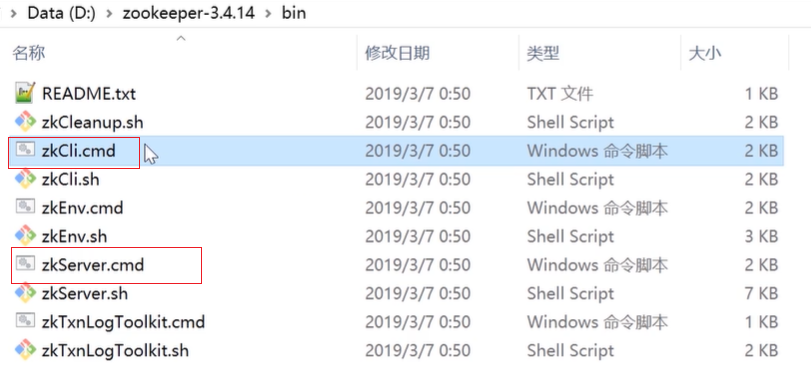 Data (D:) > zookeeper-3.4.14 > bin
名称 修改日期 类型 大小
README.txt 2019/3/7 0:50 TXT 文件 1 KB
zkCleanup.sh 2019/3/7 0:50 Shell Script 2 KB
zkCli.cmd 2019/3/7 0:50 Windows 命令脚本 2 KB
zkCli.sh 2019/3/7 0:50 Shell Script 2 KB
zkEnv.cmd 2019/3/7 0:50 Windows 命令脚本 2 KB
zkEnv.sh 2019/3/7 0:50 Shell Script 3 KB
zkServer.cmd 2019/3/7 0:50 Windows 命令脚本 2 KB
zkServer.sh 2019/3/7 0:50 Shell Script 7 KB
zkTxnLogToolkit.cmd 2019/3/7 0:50 Windows 命令脚本 1 KB
zkTxnLogToolkit.sh 2019/3/7 0:50 Shell Script 2 KB